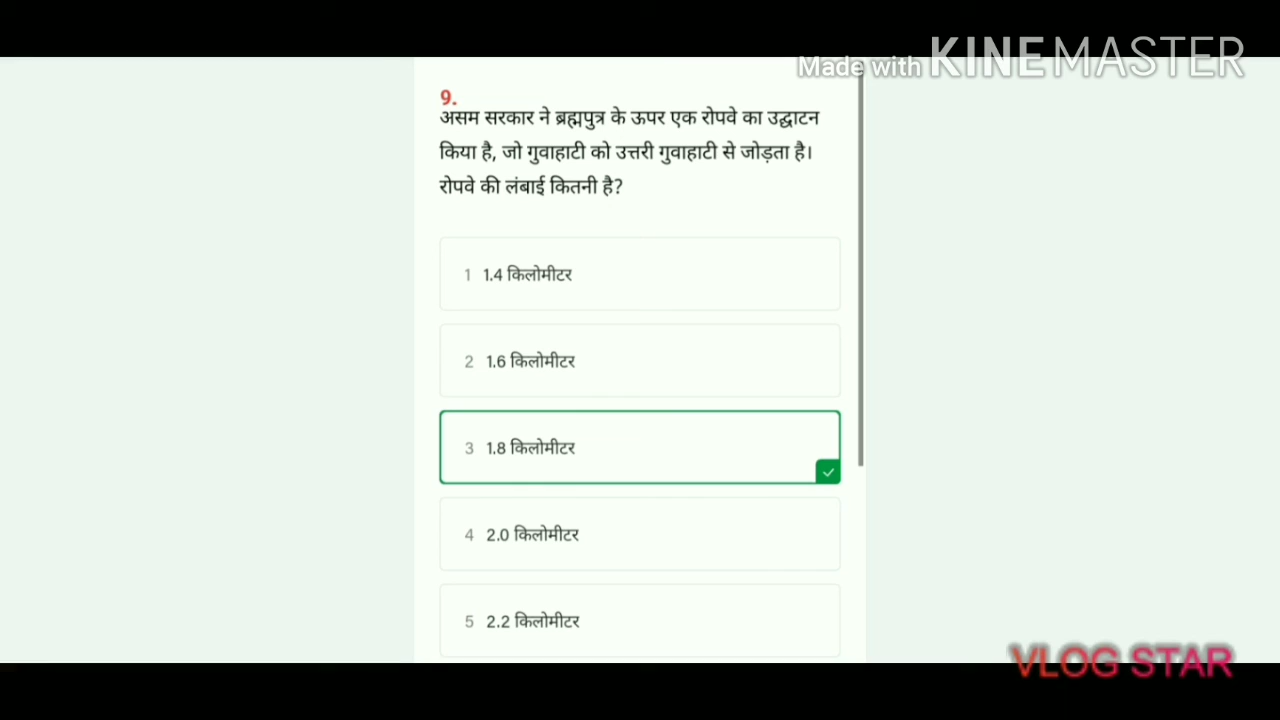 Made with KINEMASTER
9.
असम सरकार ने ब्रह्मपुत्र के ऊपर एक रोपवे का उद्घाटन
किया है, जो गुवाहाटी को उत्तरी गुवाहाटी से जोड़ता है।
रोपवे की लंबाई कितनी है?
1 1.4 किलोमीटर
2 1.6 किलोमीटर
3 1.8 किलोमीटर
4 2.0 किलोमीटर
5 2.2 किलोमीटर
VLOG STAR